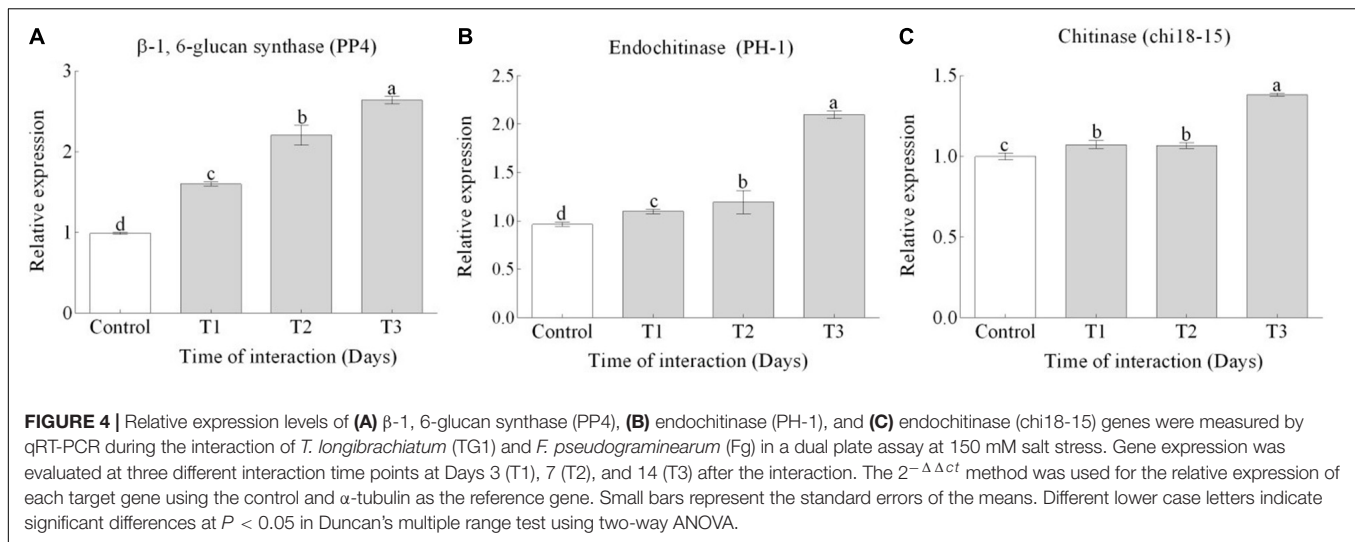 A
β-1, 6-glucan synthase (PP4)
Relative expression
3
2
1
0
d
c
b
a
Control T1 T2 T3
Time of interaction (Days)
B
Endochitinase (PH-1)
Relative expression
2.5
2.0
1.5
1.0
0.5
0.0
d
c
b
a
Control T1 T2 T3
Time of interaction (Days)
C
Chitinase (chi18-15)
Relative expression
1.5
1.0
0.5
0.0
c
b
b
a
Control T1 T2 T3
Time of interaction (Days)
FIGURE 4 | Relative expression levels of (A) β-1, 6-glucan synthase (PP4), (B) endochitinase (PH-1), and (C) endochitinase (chi18-15) genes were measured by
qRT-PCR during the interaction of T. longibrachiatum (TG1) and F. pseudograminearum (Fg) in a dual plate assay at 150 mM salt stress. Gene expression was
evaluated at three different interaction time points at Days 3 (T1), 7 (T2), and 14 (T3) after the interaction. The 2−ΔΔct method was used for the relative expression of
each target gene using the control and α-tubulin as the reference gene. Small bars represent the standard errors of the means. Different lower case letters indicate
significant differences at P < 0.05 in Duncan's multiple range test using two-way ANOVA.